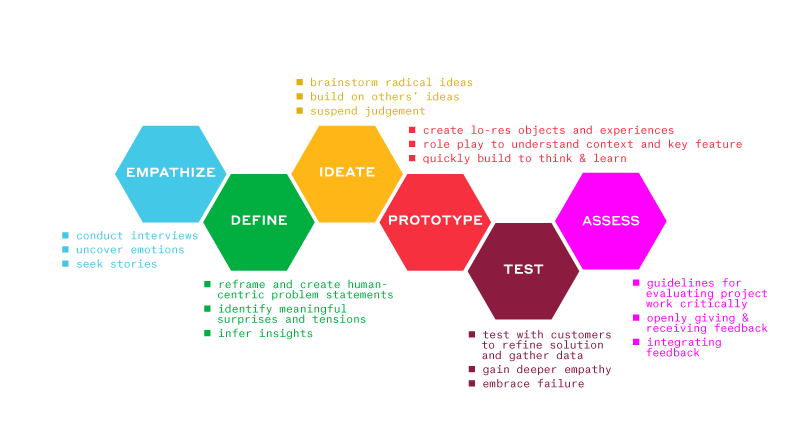 EMPATHIZE
■ conduct interviews
■ uncover emotions
■ seek stories
DEFINE
■ reframe and create human-
centric problem statements
■ identify meaningful
surprises and tensions
■ infer insights
IDEATE
■ brainstorm radical ideas
■ build on others’ ideas
■ suspend judgement
PROTOTYPE
■ create lo-res objects and experiences
■ role play to understand context and key feature
■ quickly build to think & learn
TEST
■ test with customers
to refine solution
and gather data
■ gain deeper empathy
■ embrace failure
ASSESS
■ guidelines for
evaluating project
work critically
■ openly giving &
receiving feedback
■ integrating
feedback